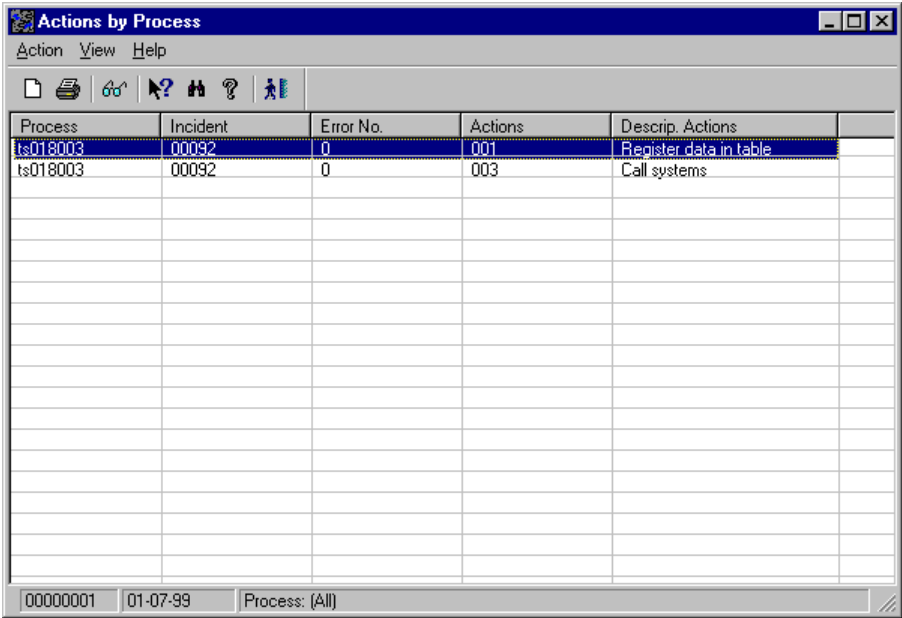 Actions by Process
Action View Help
Process Incident Error No. Actions Descrip. Actions
ts018003 00092 0 001 Register data in table
ts018003 00092 0 003 Call systems
00000001 01-07-99 Process: (All)